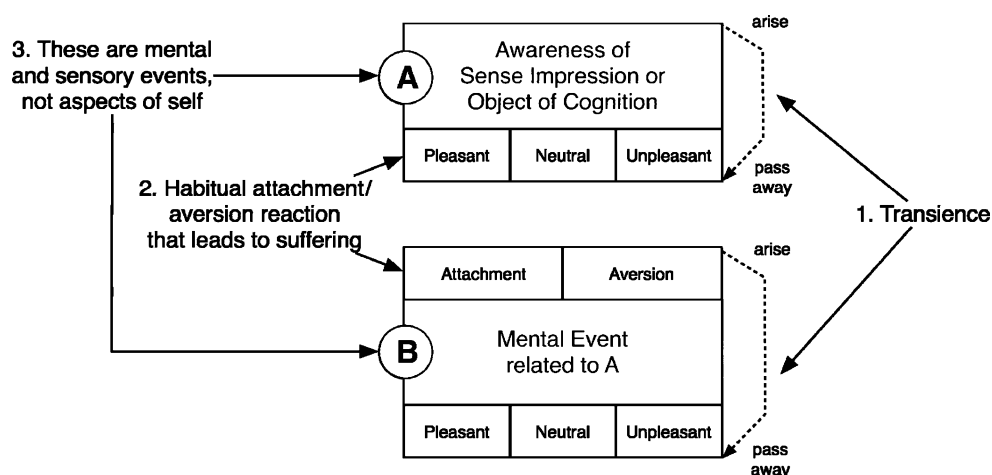 3. These are mental
and sensory events,
not aspects of self
A
Awareness of
Sense Impression or
Object of Cognition
Pleasant
Neutral
Unpleasant
arise
pass
away
2. Habitual attachment/
aversion reaction
that leads to suffering
1. Transience
Attachment
Aversion
arise
B
Mental Event
related to A
Pleasant
Neutral
Unpleasant
pass
away